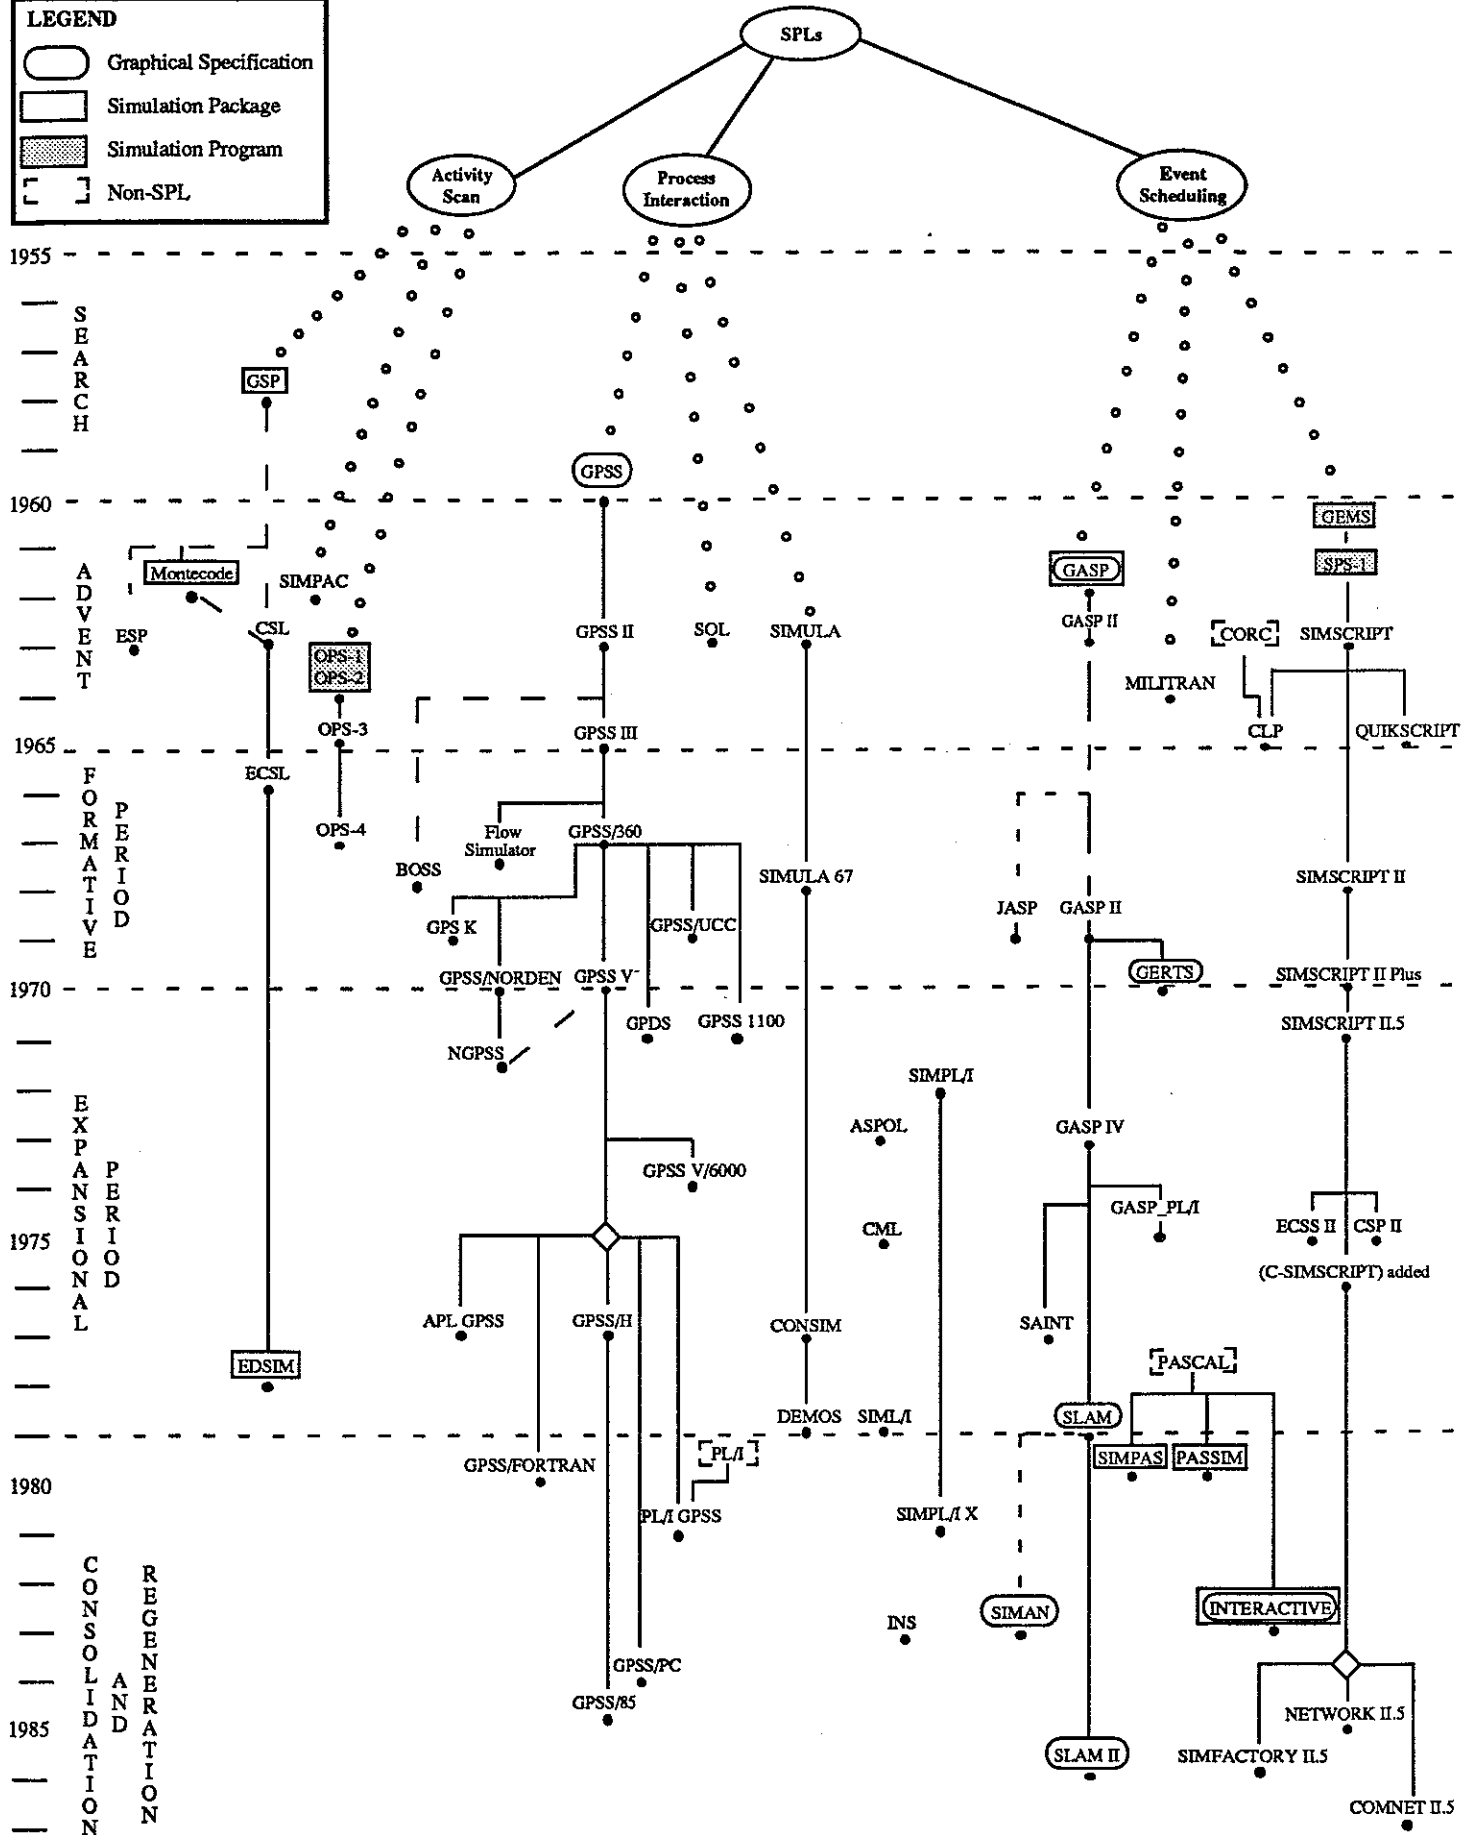 LEGEND
Graphical Specification
Simulation Package
Simulation Program
Non-SPL
SPLs
Activity
Scan
Process
Interaction
Event
Scheduling
1955
SEARCH
GSP
GPSS
1960
GEMS
ADVENT
Montecode
SIMPAC
GASP
SPS-1
ESP
CSL
GPSS II
SOL
SIMULA
GASP II
[CORC]
SIMSCRIPT
OPS-1
OPS-2
MILITRAN
OPS-3
GPSS III
CLP
QUIKSCRIPT
1965
FORMATIVE
PERIOD
ECSL
OPS-4
Flow
Simulator
GPSS/360
BOSS
SIMULA 67
SIMSCRIPT II
GPS K
GPSS/UCC
JASP
GASP II
GPSS/NORDEN
GPSS V
GERTS
SIMSCRIPT II Plus
1970
GPDS
GPSS 1100
SIMSCRIPT II.5
NGPSS
EXPANSIONAL
PERIOD
SIMPL/I
ASPOL
GASP IV
GPSS V/6000
GASP_PL/I
1975
CML
ECSS II
CSP II
(C-SIMSCRIPT) added
APL GPSS
GPSS/H
CONSIM
SAINT
EDSIM
[PASCAL]
DEMOS
SIML/I
SLAM
GPSS/FORTRAN
[PL/I]
SIMPAS
PASSIM
1980
PL/I GPSS
SIMPL/I X
CONSOLIDATION
AND
REGENERATION
INS
SIMAN
INTERACTIVE
GPSS/PC
GPSS/85
1985
NETWORK II.5
SLAM II
SIMFACTORY II.5
COMNET II.5